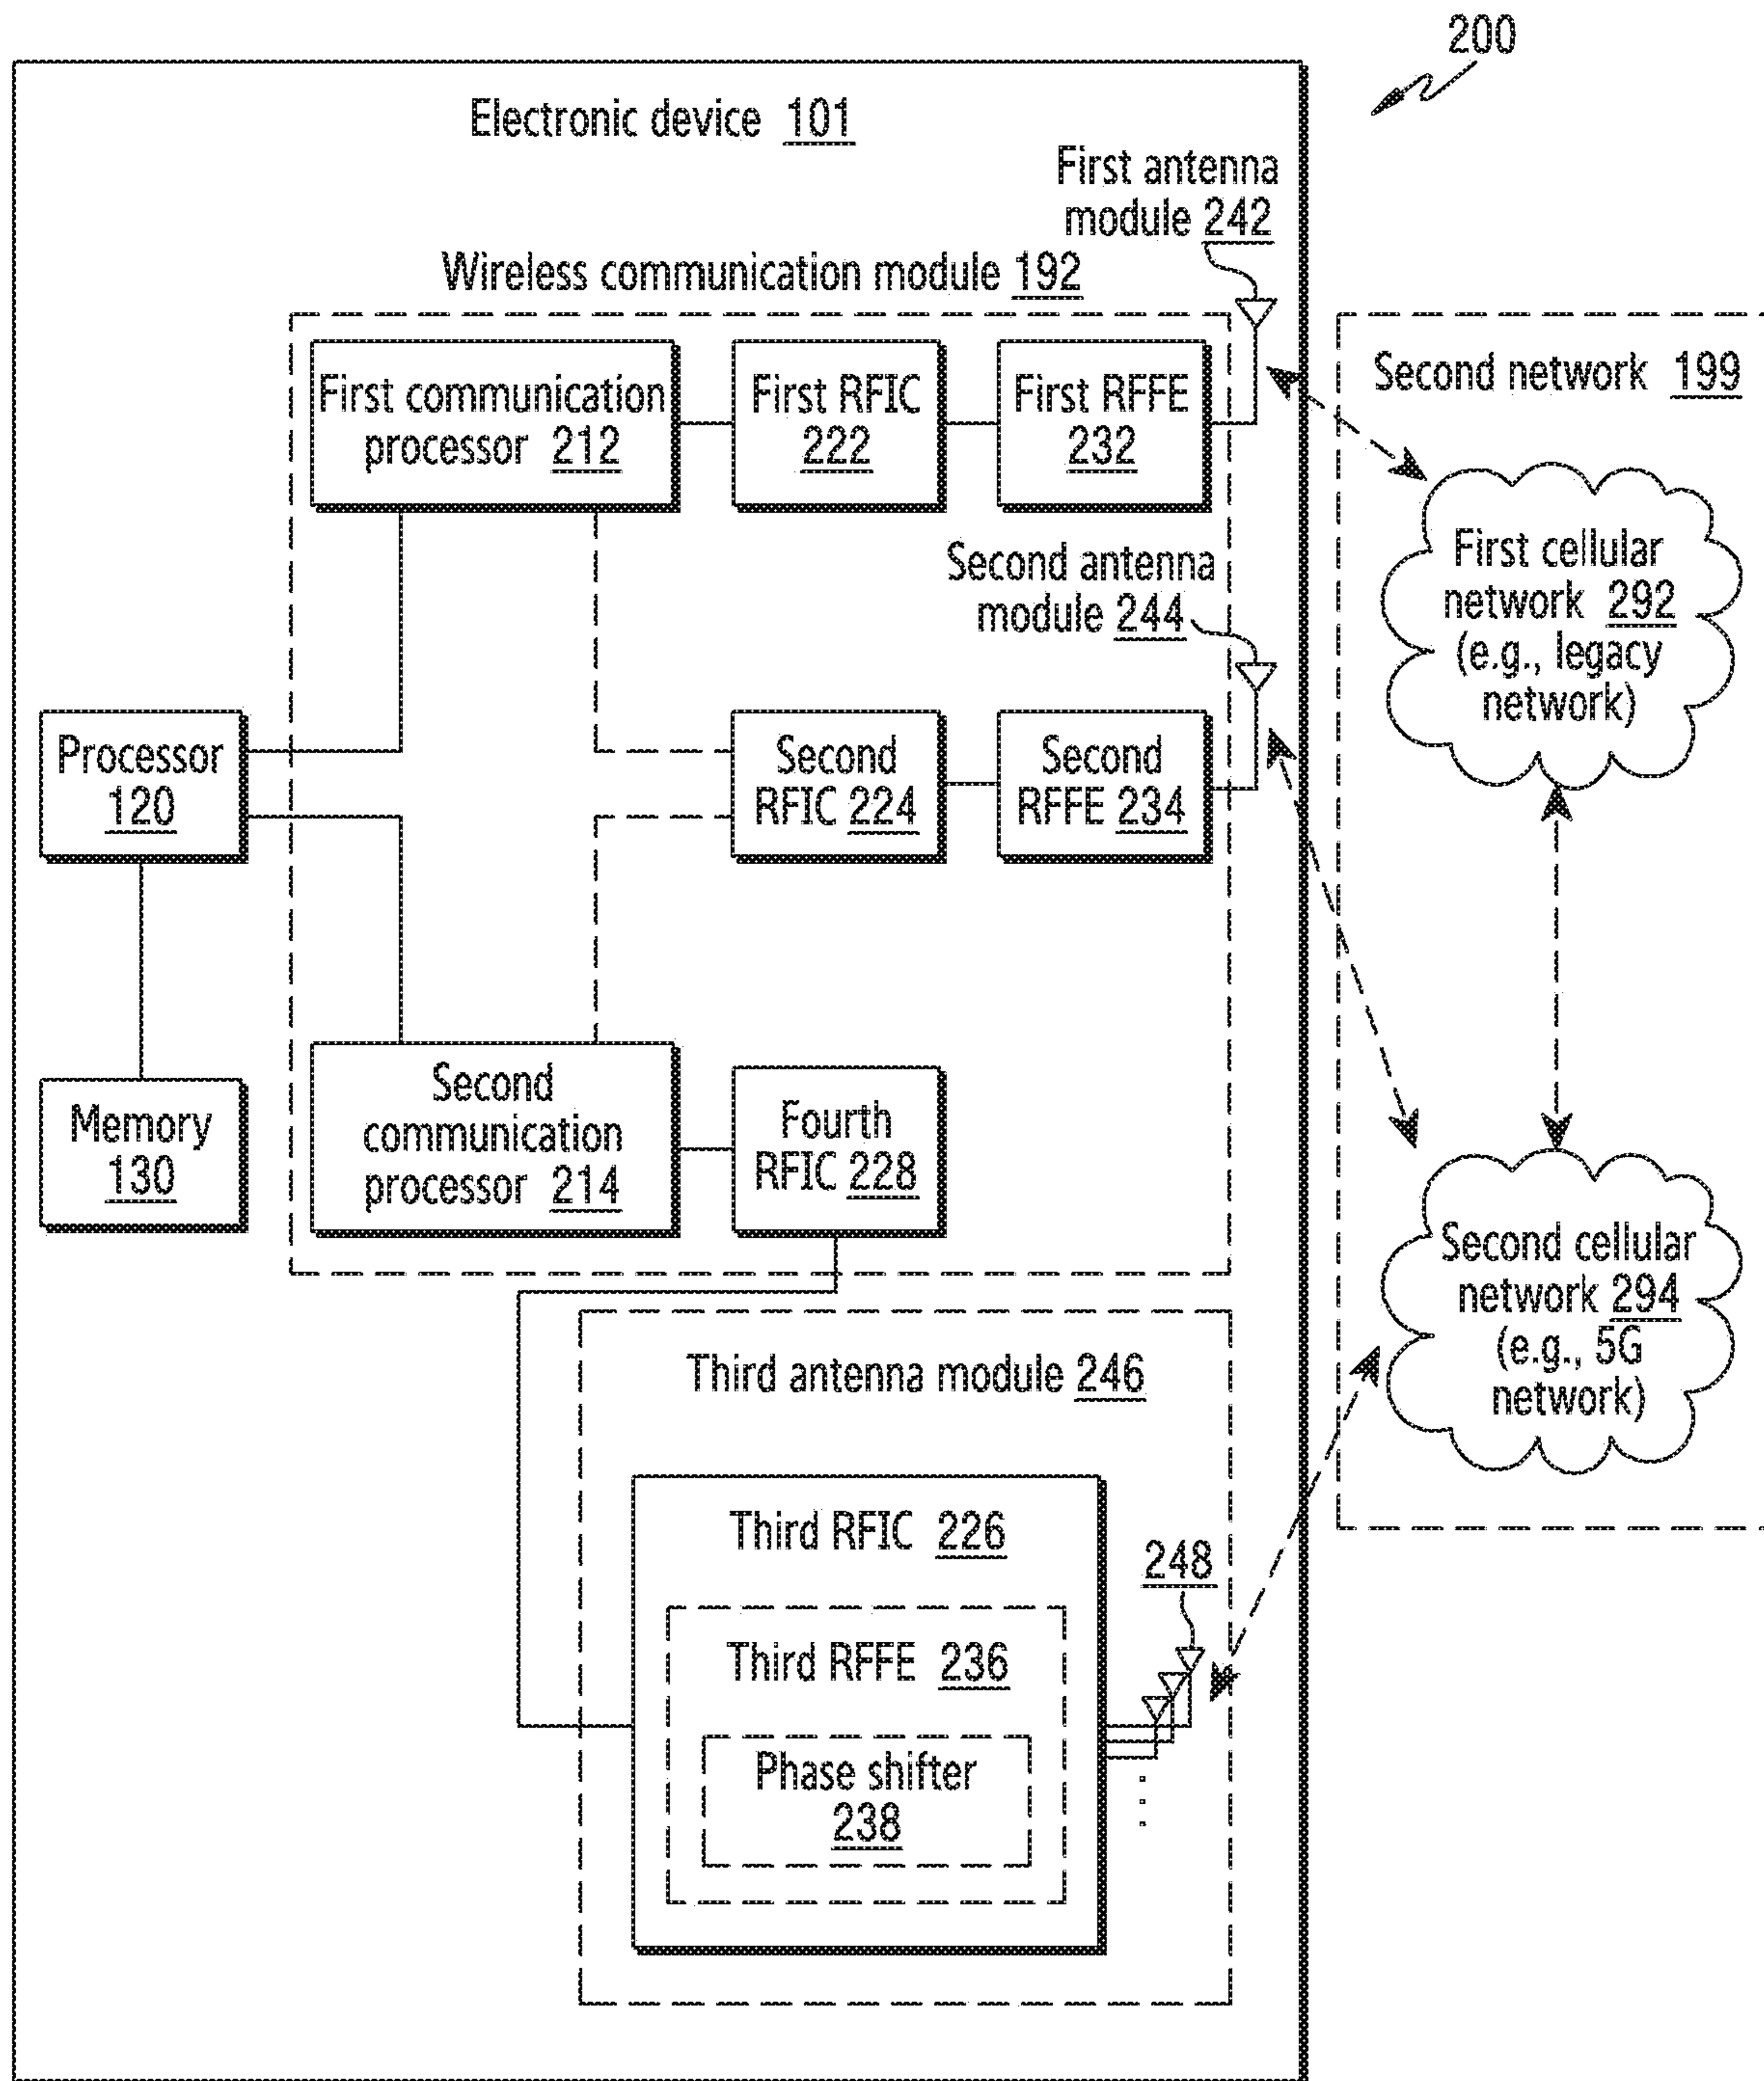 200
Electronic device 101
First antenna
module 242
Wireless communication module 192
First communication
processor 212
First RFIC
222
First RFFE
232
Second network 199
First cellular
network 292
(e.g., legacy
network)
Second antenna
module 244
Processor
120
Second
RFIC 224
Second
RFFE 234
Memory
130
Second
communication
processor 214
Fourth
RFIC 228
Second cellular
network 294
(e.g., 5G
network)
Third antenna module 246
Third RFIC 226
248
Third RFFE 236
Phase shifter
238